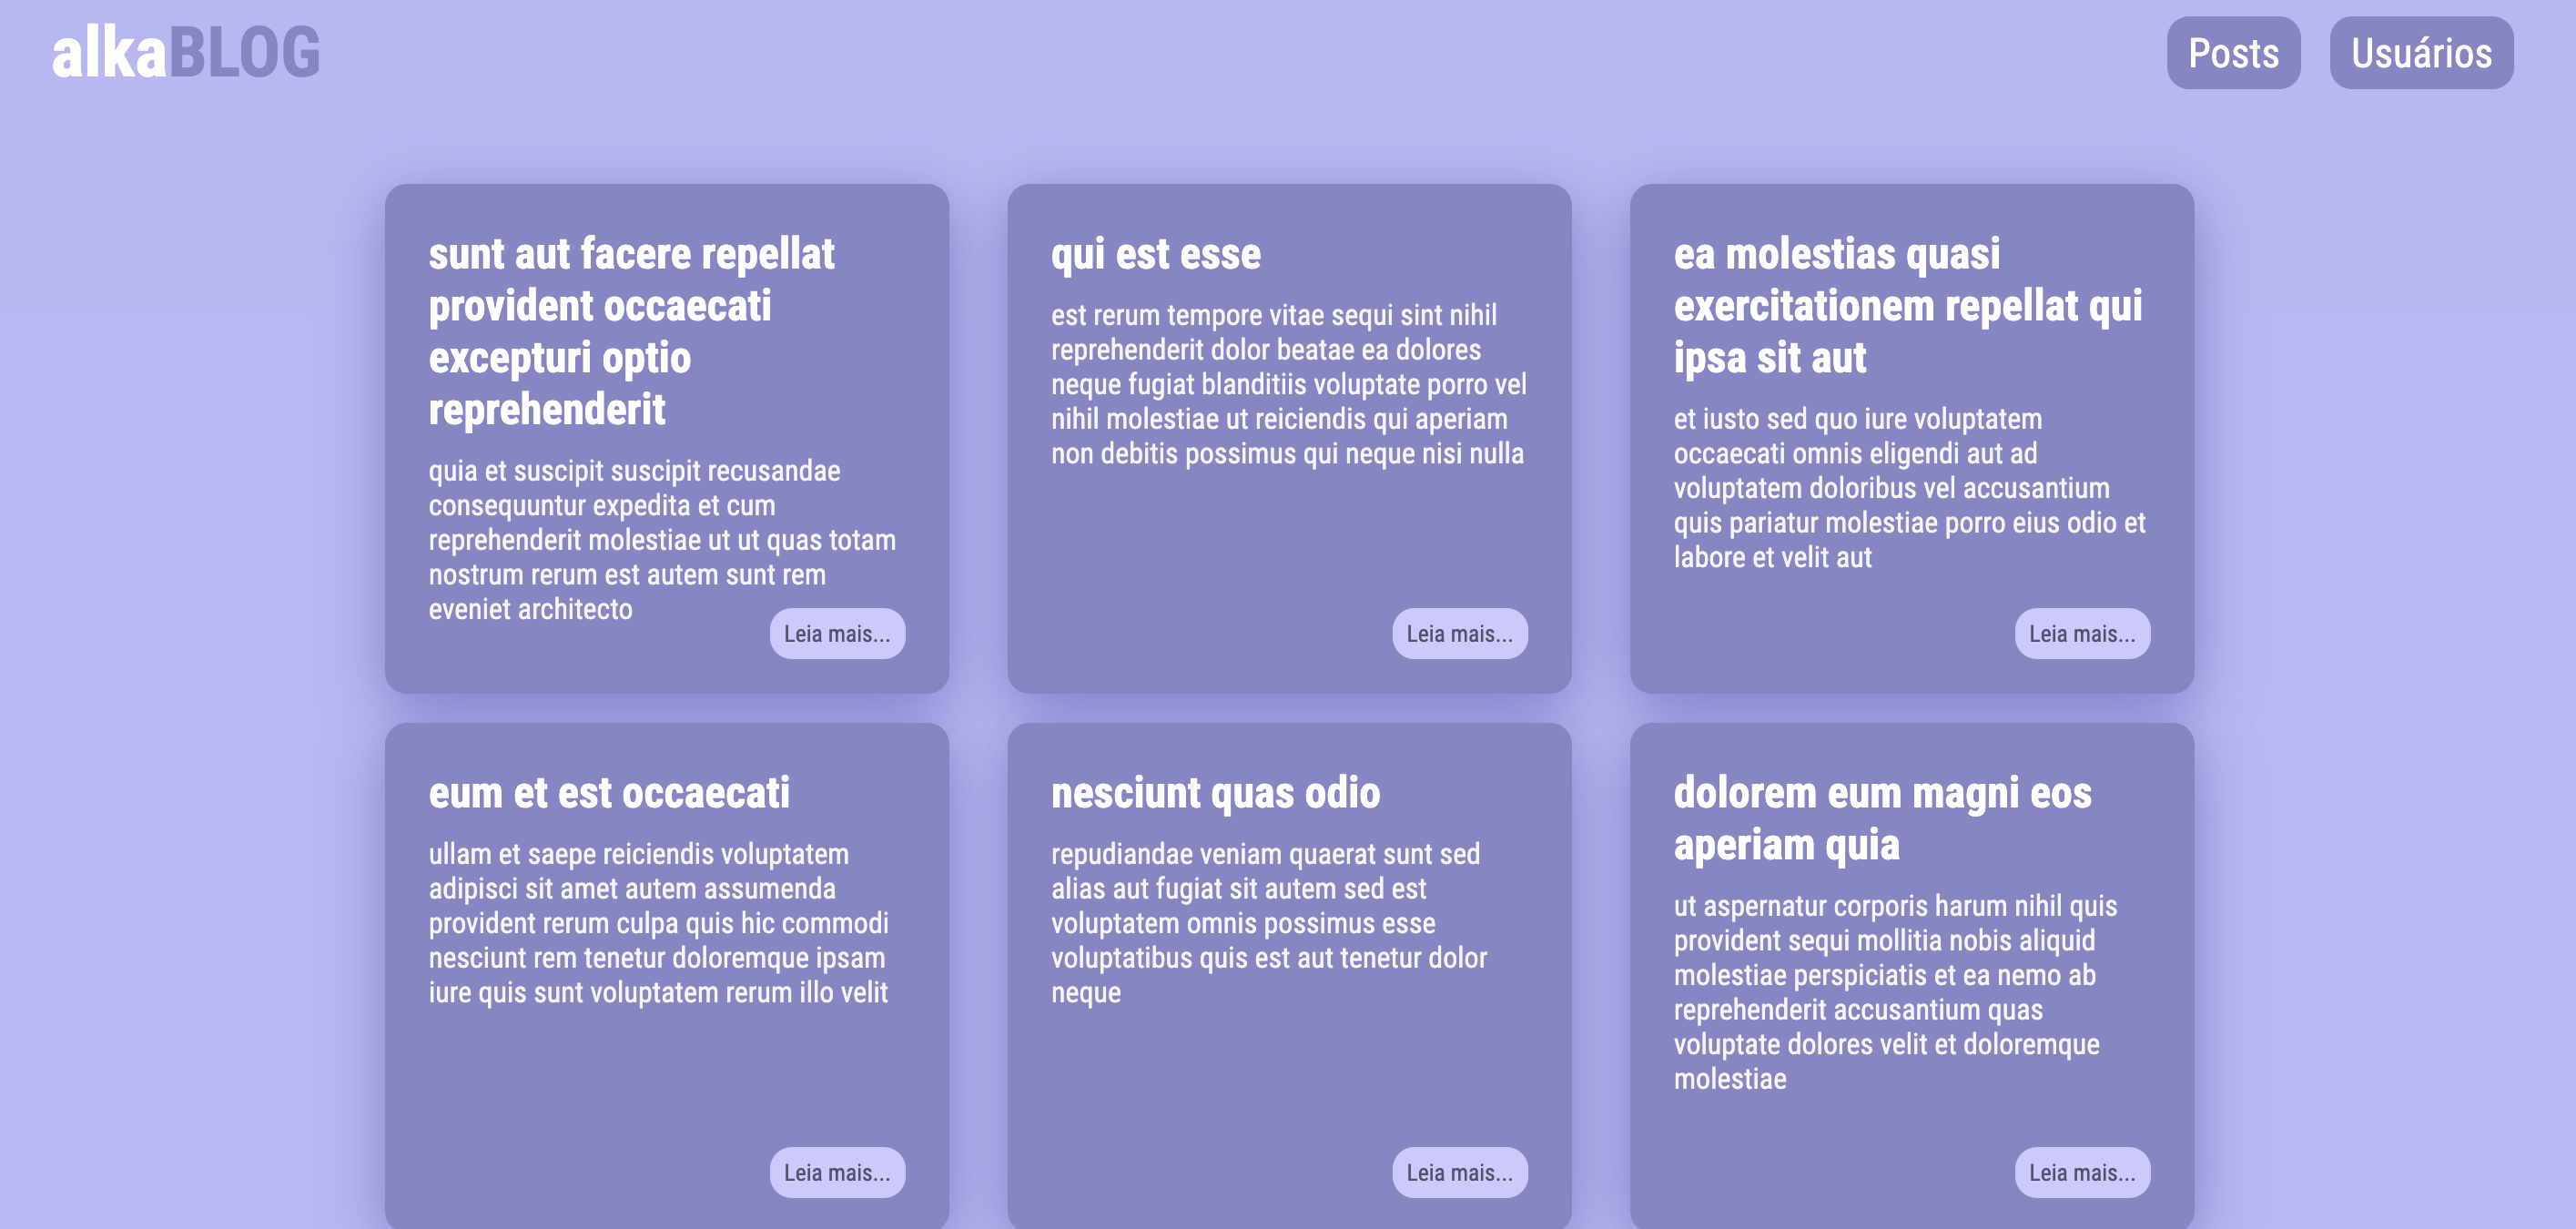 alkaBLOG
Posts
Usuários
sunt aut facere repellat
provident occaecati
excepturi optio
reprehenderit
quia et suscipit suscipit recusandae
consequuntur expedita et cum
reprehenderit molestiae ut ut quas totam
nostrum rerum est autem sunt rem
eveniet architecto
Leia mais...
qui est esse
est rerum tempore vitae sequi sint nihil
reprehenderit dolor beatae ea dolores
neque fugiat blanditiis voluptate porro vel
nihil molestiae ut reiciendis qui aperiam
non debitis possimus qui neque nisi nulla
Leia mais...
ea molestias quasi
exercitationem repellat qui
ipsa sit aut
et iusto sed quo iure voluptatem
occaecati omnis eligendi aut ad
voluptatem doloribus vel accusantium
quis pariatur molestiae porro eius odio et
labore et velit aut
Leia mais...
eum et est occaecati
ullam et saepe reiciendis voluptatem
adipisci sit amet autem assumenda
provident rerum culpa quis hic commodi
nesciunt rem tenetur doloremque ipsam
iure quis sunt voluptatem rerum illo velit
Leia mais...
nesciunt quas odio
repudiandae veniam quaerat sunt sed
alias aut fugiat sit autem sed est
voluptatem omnis possimus esse
voluptatibus quis est aut tenetur dolor
neque
Leia mais...
dolorem eum magni eos
aperiam quia
ut aspernatur corporis harum nihil quis
provident sequi mollitia nobis aliquid
molestiae perspiciatis et ea nemo ab
reprehenderit accusantium quas
voluptate dolores velit et doloremque
molestiae
Leia mais...